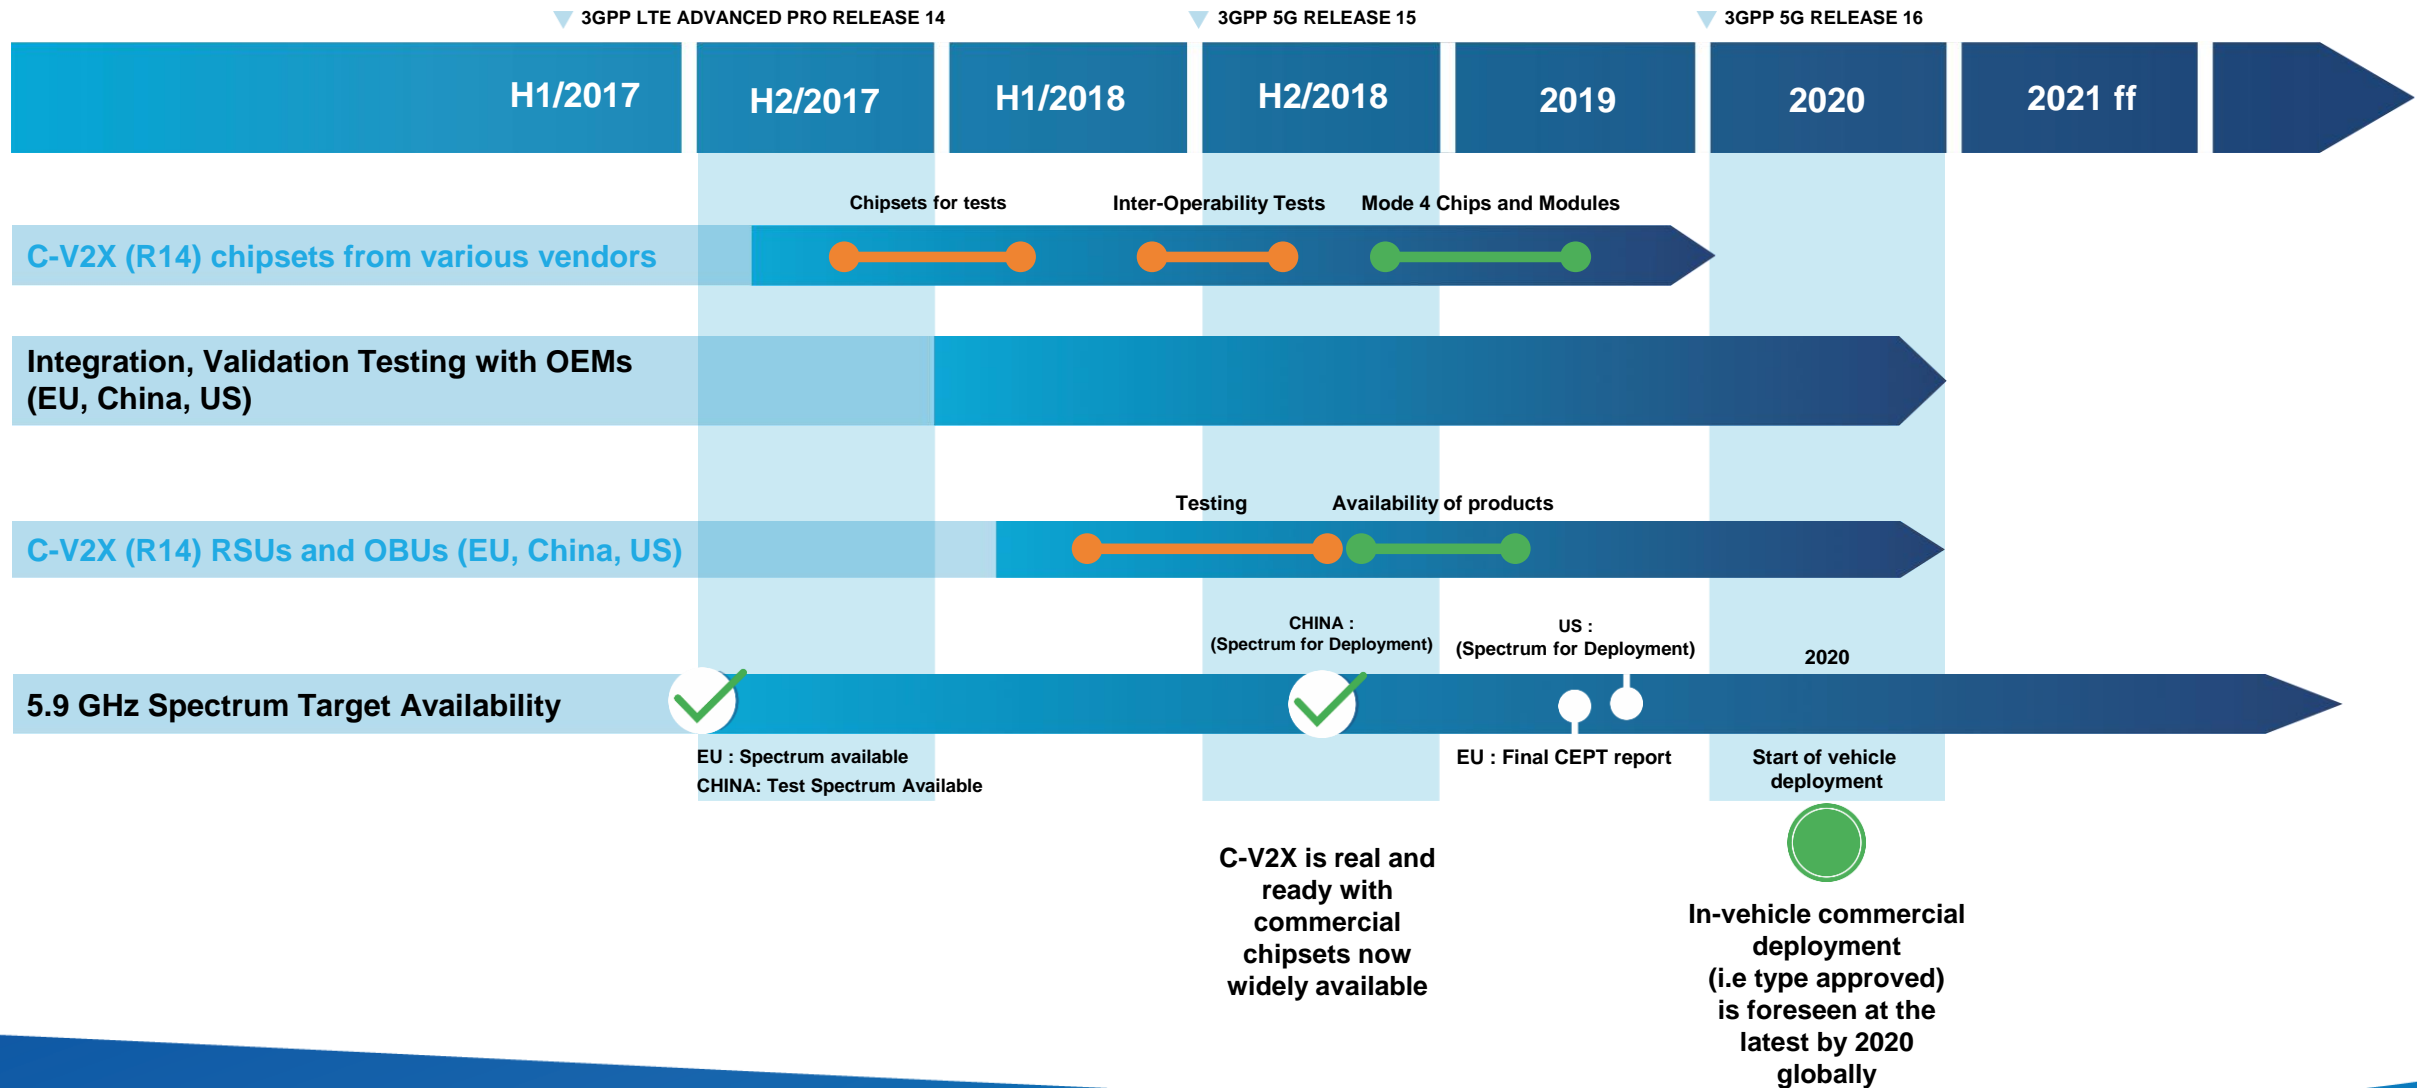 3GPP LTE ADVANCED PRO RELEASE 14
3GPP 5G RELEASE 15
3GPP 5G RELEASE 16
H1/2017
H2/2017
H1/2018
H2/2018
2019
2020
2021 ff
Chipsets for tests
Inter-Operability Tests
Mode 4 Chips and Modules
C-V2X (R14) chipsets from various vendors
Integration, Validation Testing with OEMs
(EU, China, US)
Testing
Availability of products
C-V2X (R14) RSUs and OBUs (EU, China, US)
CHINA :
(Spectrum for Deployment)
US :
(Spectrum for Deployment)
2020
5.9 GHz Spectrum Target Availability
EU : Spectrum available
CHINA: Test Spectrum Available
EU : Final CEPT report
Start of vehicle
deployment
C-V2X is real and
ready with
commercial
chipsets now
widely available
In-vehicle commercial
deployment
(i.e type approved)
is foreseen at the
latest by 2020
globally